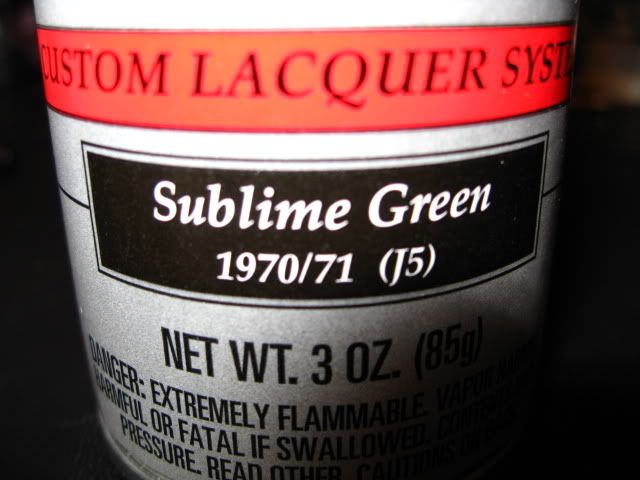 CUSTOM LACQUER SYST
Sublime Green
1970/71 (J5)
NET WT. 3 OZ. (85g)
DANGER: EXTREMELY FLAMMABLE. VAPOR
HARMFUL OR FATAL IF SWALLOWED.
PRESSURE. READ OTHER CAUTIONS